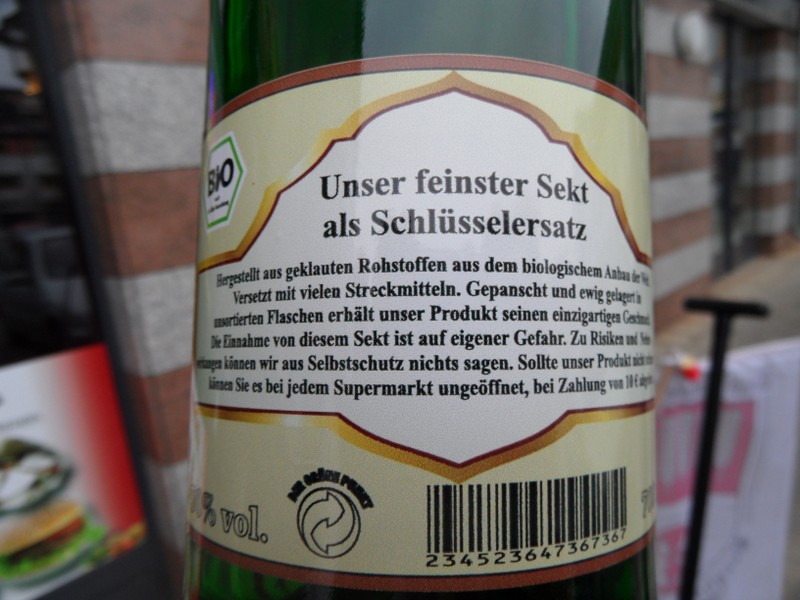 BIO
Unser feinster Sekt
als Schlüsselersatz
Hergestellt aus geklauten Rohstoffen aus dem biologischem Anbau der
Versetzt mit vielen Streckmitteln. Gepanscht und ewig gelagert in
unsortierten Flaschen erhält unser Produkt seinen einzigartigen
Die Einnahme von diesem Sekt ist auf eigener Gefahr. Zu Risiken und
können wir aus Selbstschutz nichts sagen. Sollte unser Produkt nicht
können Sie es bei jedem Supermarkt ungeöffnet, bei Zahlung von 10 €
% vol.
DER GRÜNE PUNKT
234523647367367